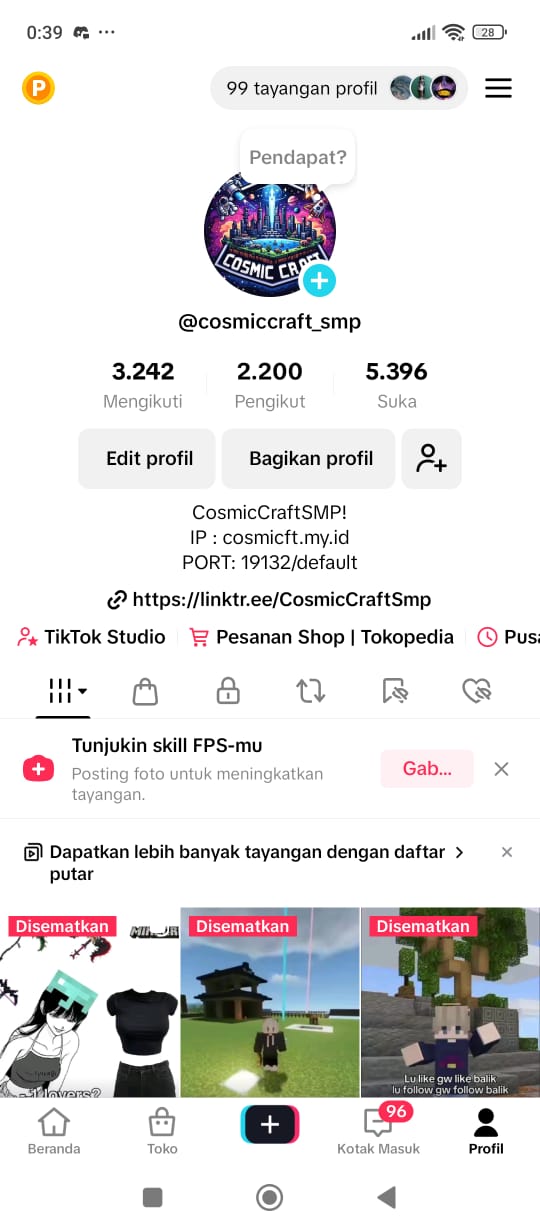 0:39
28
P
99 tayangan profil
Pendapat?
COSMIC CRAFT
@cosmiccraft_smp
3.242
2.200
5.396
Mengikuti
Pengikut
Suka
Edit profil
Bagikan profil
CosmicCraftSMP!
IP : cosmicft.my.id
PORT: 19132/default
https://linktr.ee/CosmicCraftSmp
TikTok Studio
Pesanan Shop | Tokopedia
Pusa
Tunjukin skill FPS-mu
Posting foto untuk meningkatkan
tayangan.
Gab...
Dapatkan lebih banyak tayangan dengan daftar
putar
Disematkan
Disematkan
Disematkan
lovers?
Lu like gw like balik
lu follow gw follow balik
96
Beranda
Toko
Kotak Masuk
Profil